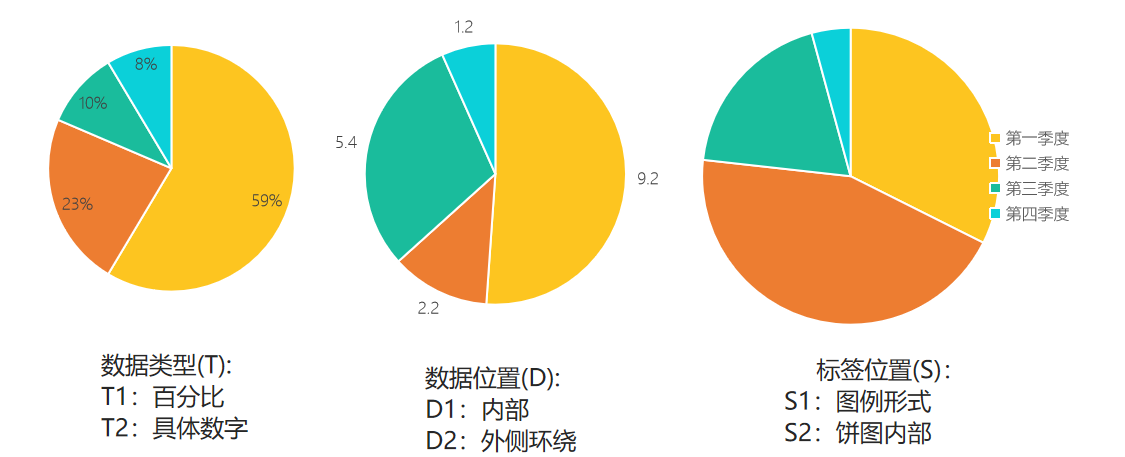 8%
10%
23%
59%
1.2
5.4
9.2
2.2
第一季度
第二季度
第三季度
第四季度
数据类型(T):
T1：百分比
T2：具体数字
数据位置(D):
D1：内部
D2：外侧环绕
标签位置(S)：
S1：图例形式
S2：饼图内部